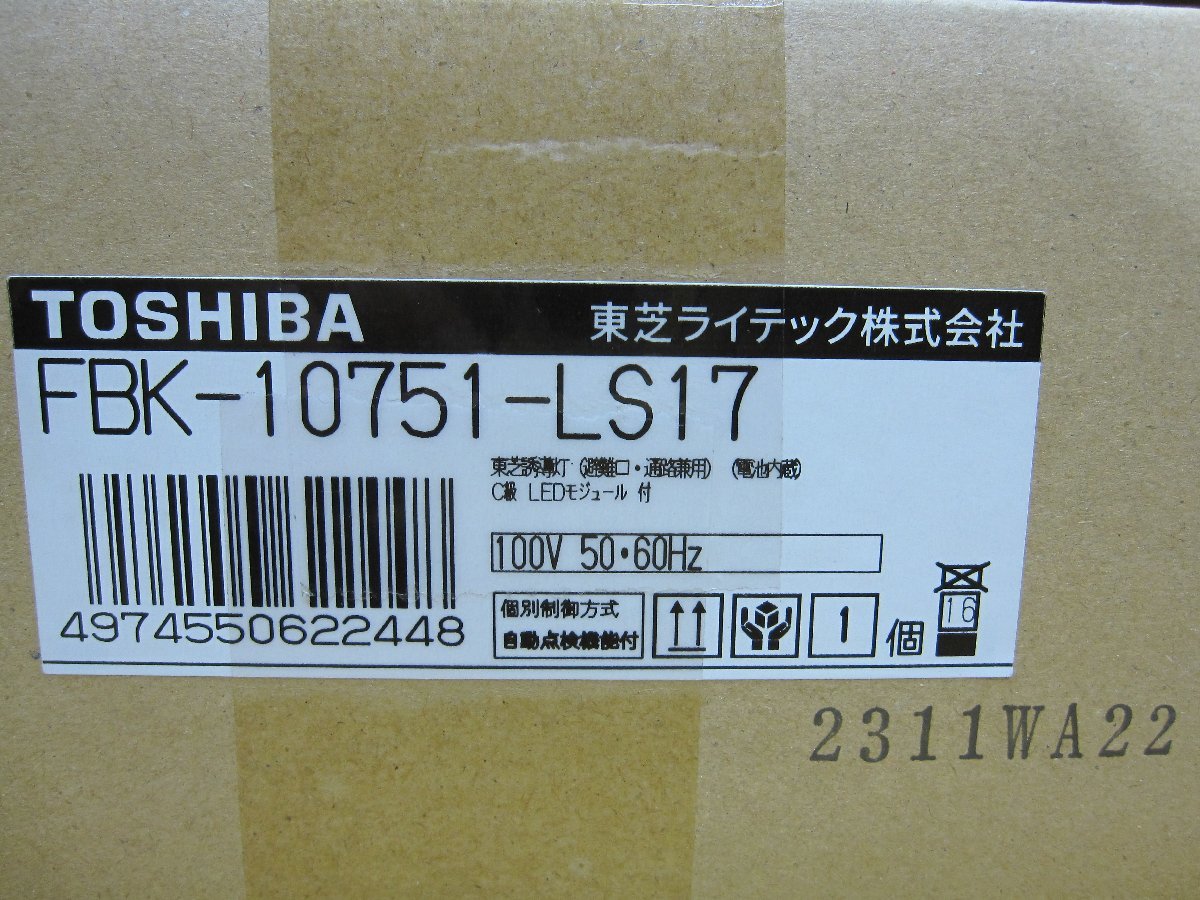 TOSHIBA 東芝ライテック株式会社
FBK-10751-LS17
東芝誘導灯 (避難口・通路兼用) (電池内蔵)
C級 LEDモジュール 付
100V 50・60Hz
4974550622448
個別制御方式
自動点検機能付
1 個
16
2311WA22